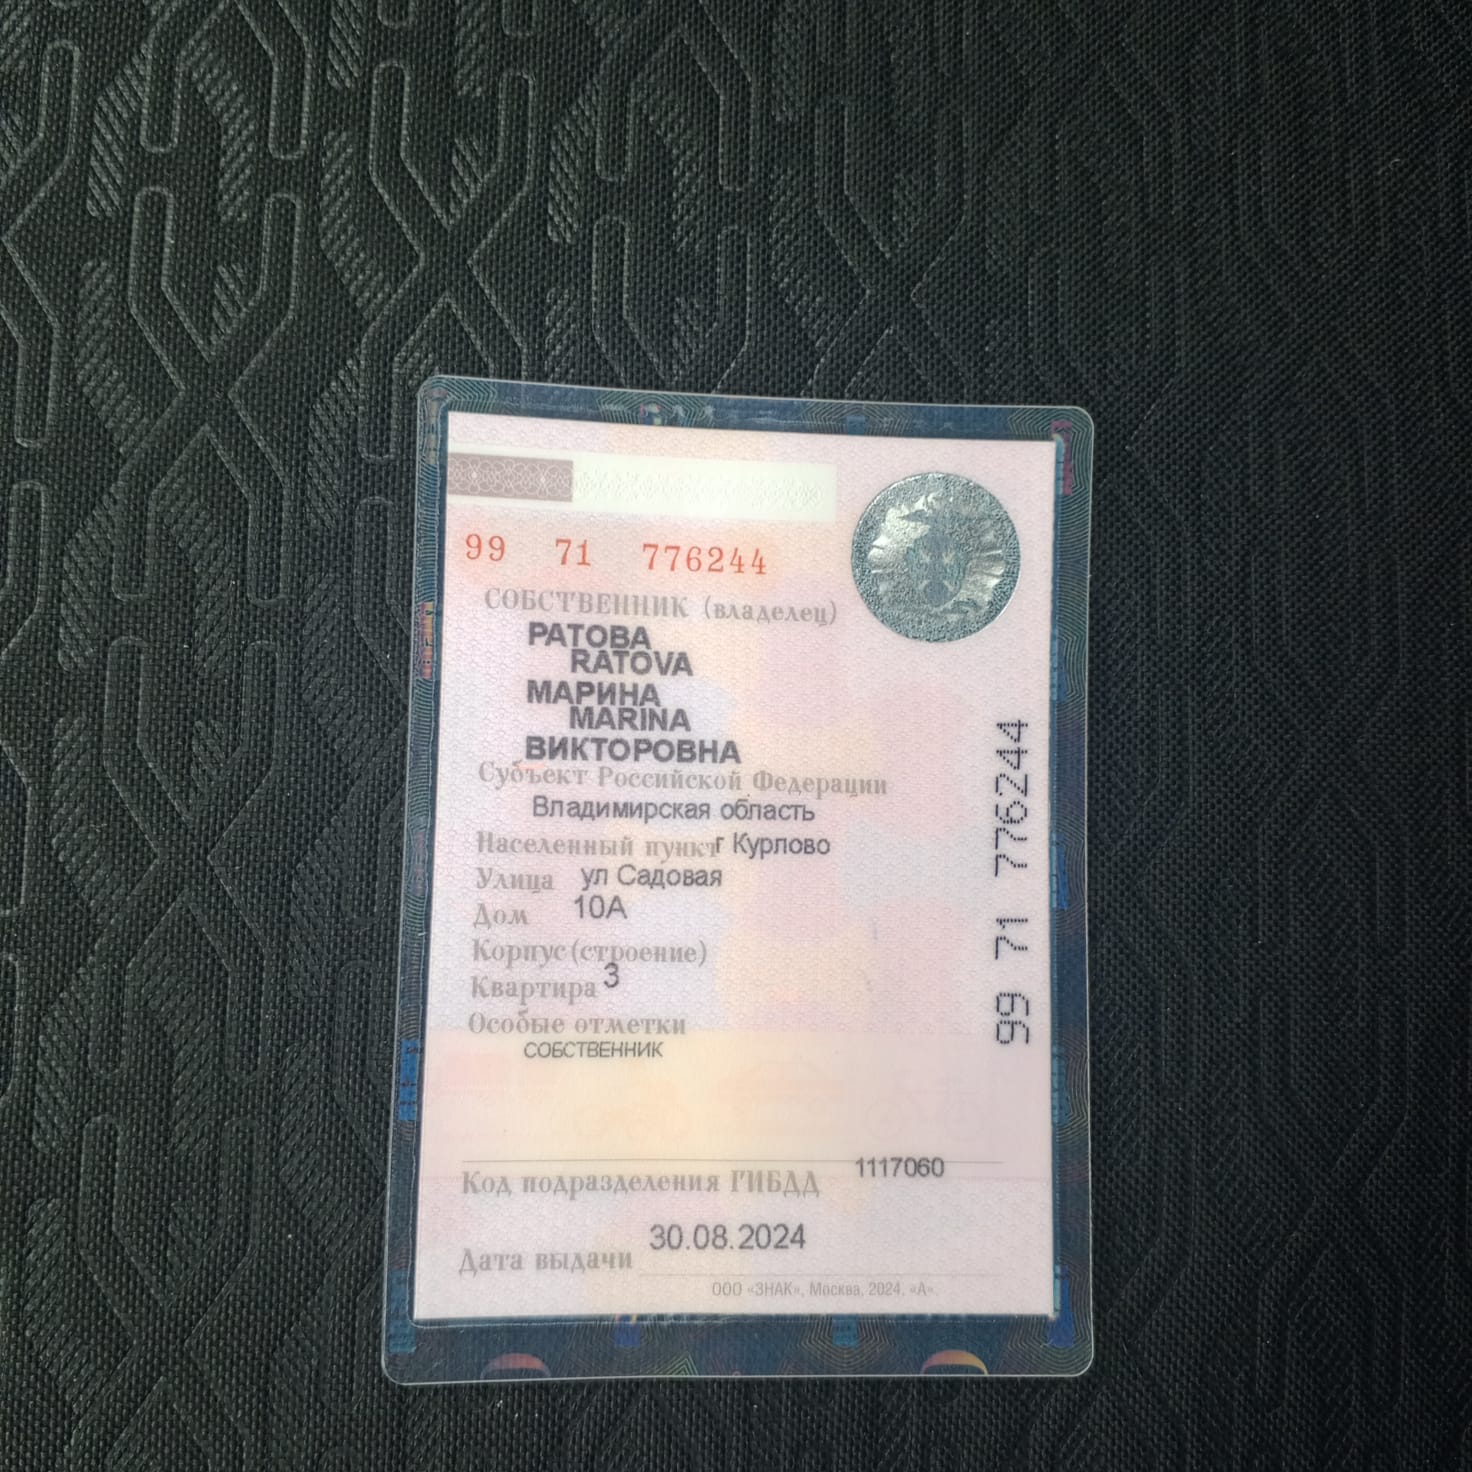 99 71 776244
СОБСТВЕННИК (владелец)
РАТОВА
RATOVA
МАРИНА
MARINA
ВИКТОРОВНА
Субъект Российской Федерации
Владимирская область
Населенный пункт г Курлово
Улица ул Садовая
Дом 10А
Корпус (строение)
Квартира 3
Особые отметки
СОБСТВЕННИК
Код подразделения ГИБДД 1117060
Дата выдачи 30.08.2024
ООО «ЗНАК», Москва, 2024, «А».
99 71 776244